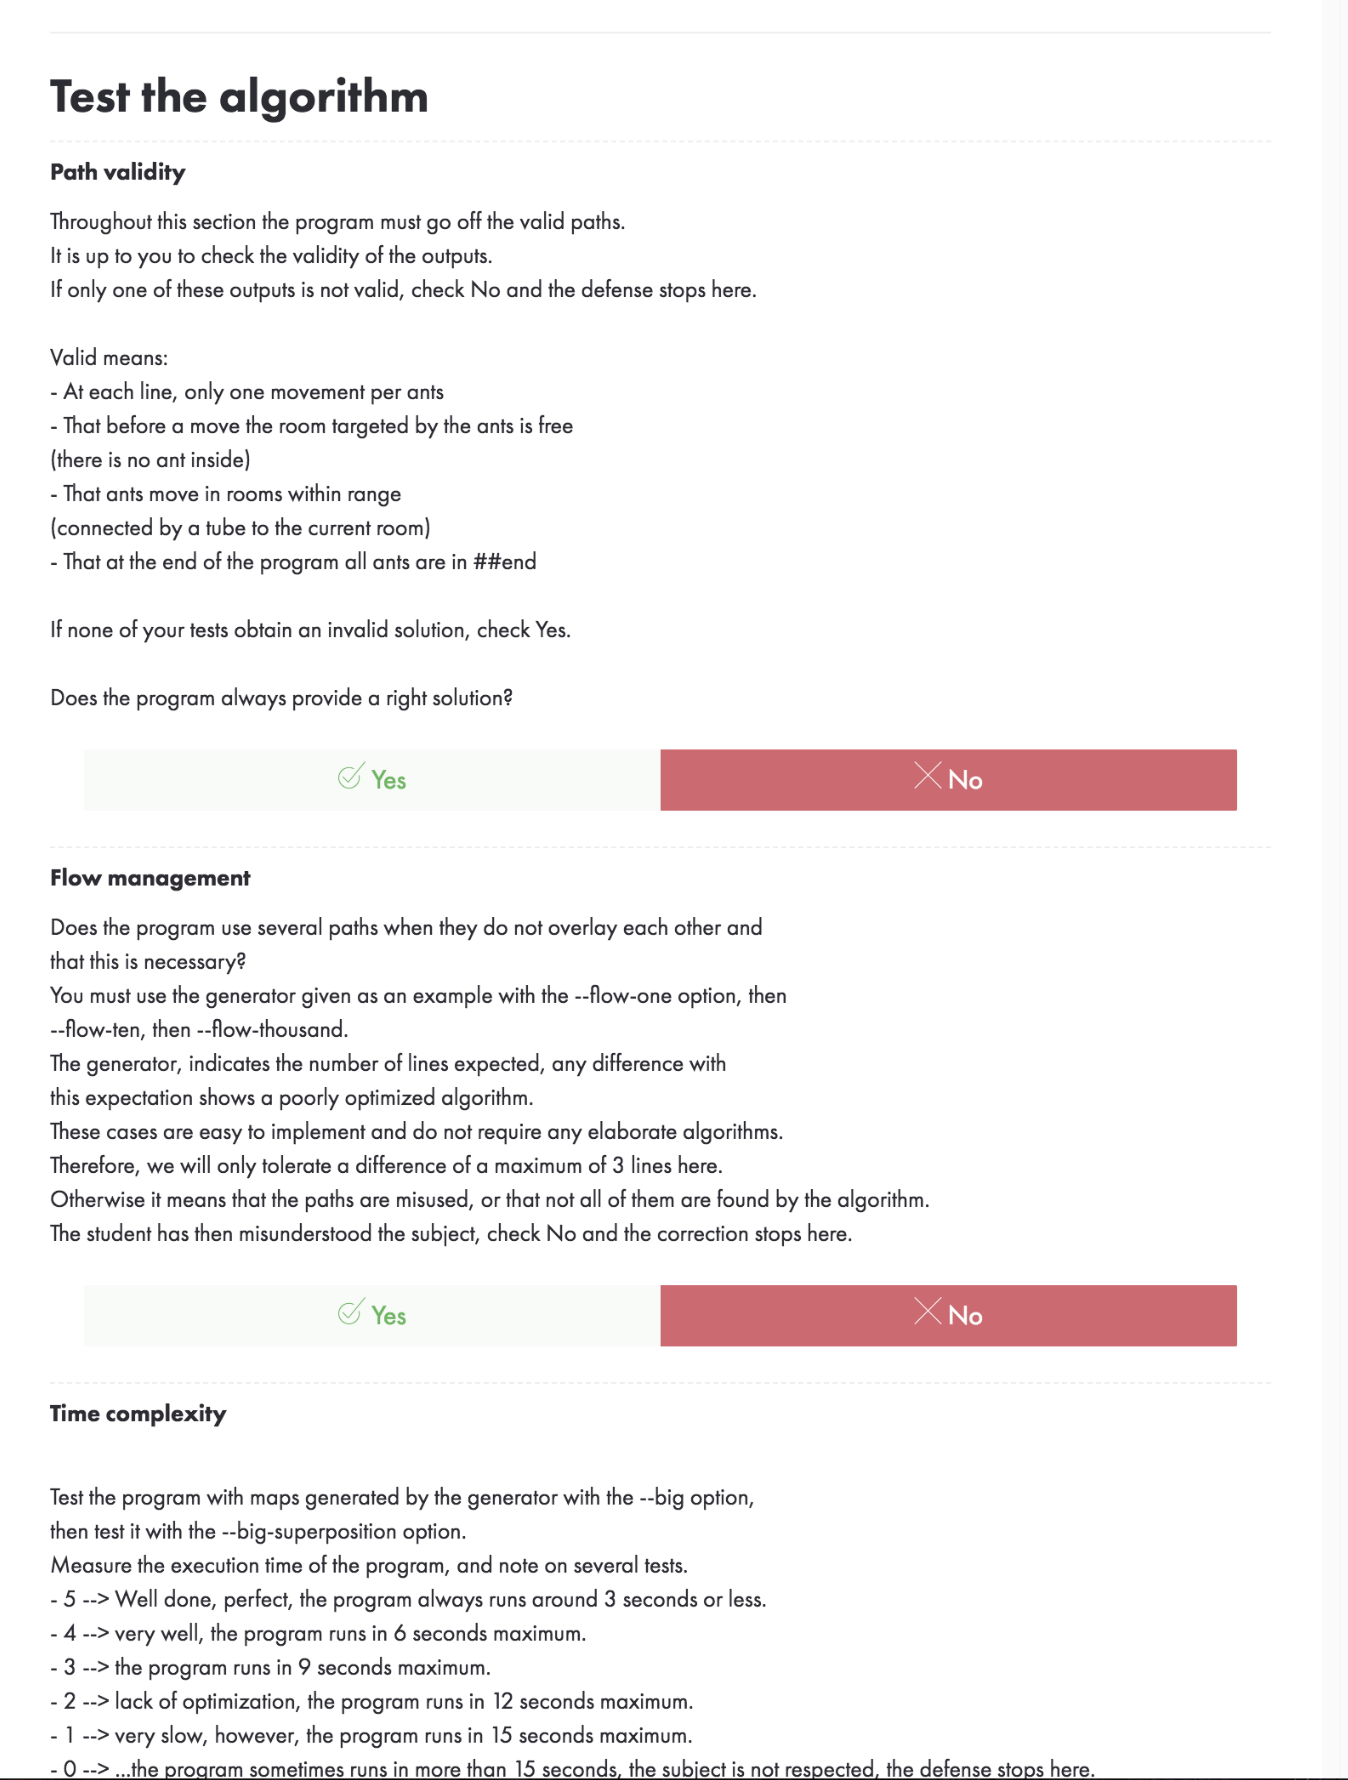 Test the algorithm
Path validity
Throughout this section the program must go off the valid paths.
It is up to you to check the validity of the outputs.
If only one of these outputs is not valid, check No and the defense stops here.
Valid means:
- At each line, only one movement per ants
- That before a move the room targeted by the ants is free
(there is no ant inside)
- That ants move in rooms within range
(connected by a tube to the current room)
- That at the end of the program all ants are in ##end
If none of your tests obtain an invalid solution, check Yes.
Does the program always provide a right solution?
Yes No
Flow management
Does the program use several paths when they do not overlay each other and
that this is necessary?
You must use the generator given as an example with the --flow-one option, then
--flow-ten, then --flow-thousand.
The generator, indicates the number of lines expected, any difference with
this expectation shows a poorly optimized algorithm.
These cases are easy to implement and do not require any elaborate algorithms.
Therefore, we will only tolerate a difference of a maximum of 3 lines here.
Otherwise it means that the paths are misused, or that not all of them are found by the algorithm.
The student has then misunderstood the subject, check No and the correction stops here.
Yes No
Time complexity
Test the program with maps generated by the generator with the --big option,
then test it with the --big-superposition option.
Measure the execution time of the program, and note on several tests.
- 5 --> Well done, perfect, the program always runs around 3 seconds or less.
- 4 --> very well, the program runs in 6 seconds maximum.
- 3 --> the program runs in 9 seconds maximum.
- 2 --> lack of optimization, the program runs in 12 seconds maximum.
- 1 --> very slow, however, the program runs in 15 seconds maximum.
- 0 --> ...the program sometimes runs in more than 15 seconds, the subject is not respected, the defense stops here.